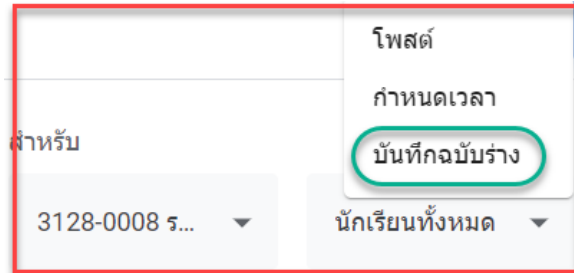 โพสต์
กำหนดเวลา
สำหรับ
บันทึกฉบับร่าง
3128-0008 ร...
นักเรียนทั้งหมด